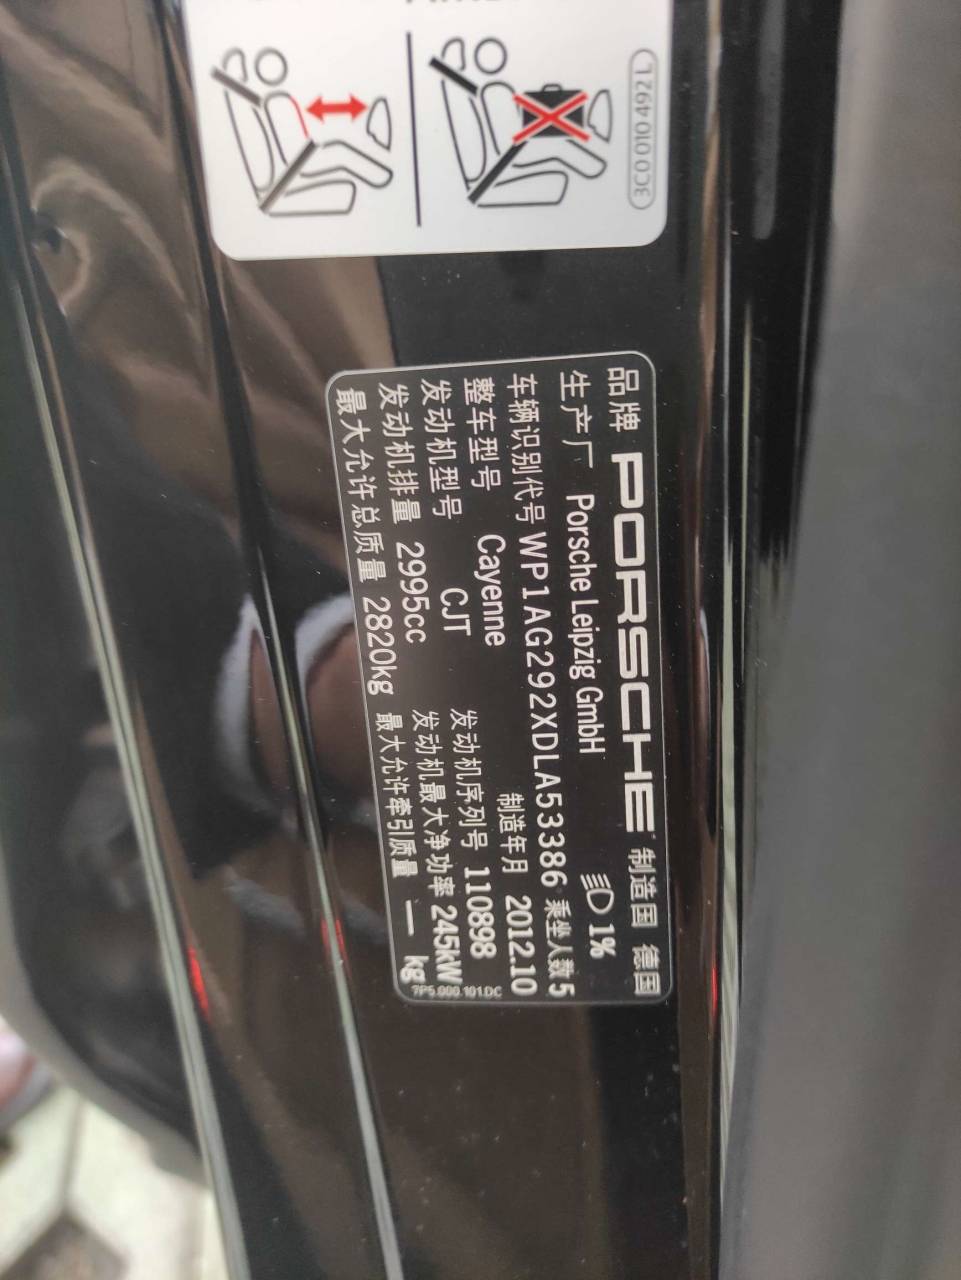 3C0 010 492 L
品牌 PORSCHE 制造国 德国
生产厂 Porsche Leipzig GmbH 1%
车辆识别代号 WP1AG292XDLA53386 乘坐人数 5
整车型号 Cayenne 制造年月 2012.10
发动机型号 CJT 发动机序列号 110898
发动机排量 2995cc 发动机最大净功率 245kW
最大允许总质量 2820kg 最大允许牵引质量 — kg
7P5.000.101.DC